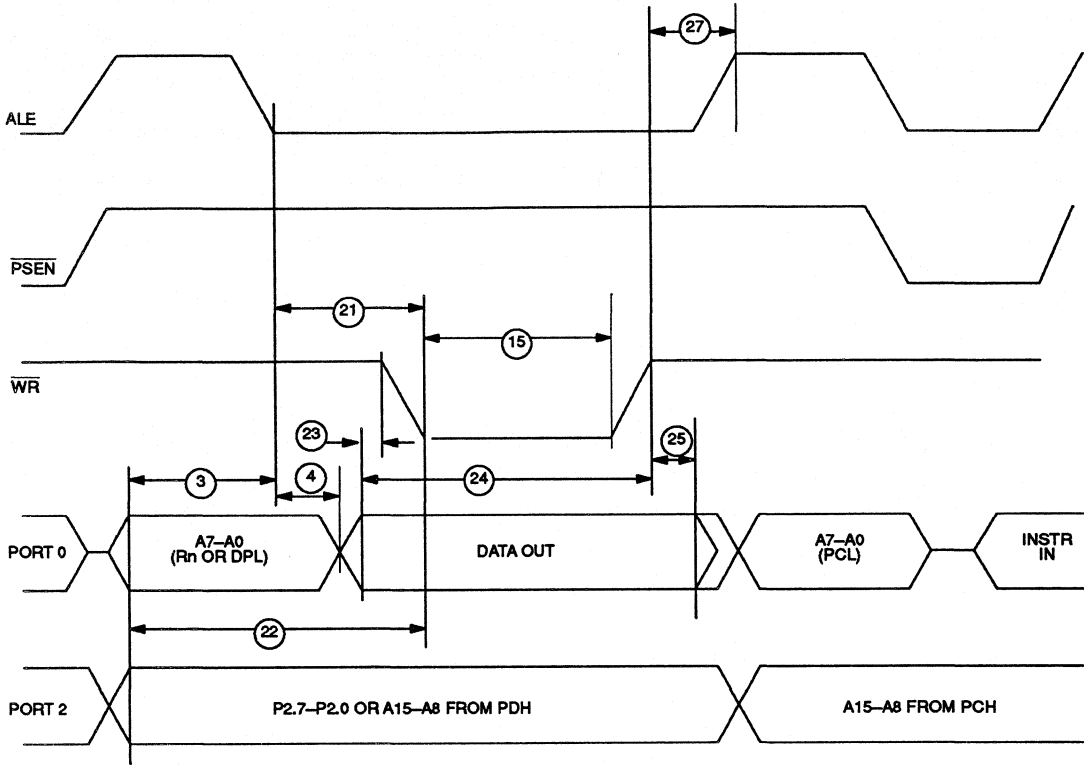 27
ALE
PSEN
21
15
WR
23
25
3
4
24
PORT 0
A7–A0
(Rn OR DPL)
DATA OUT
A7–A0
(PCL)
INSTR
IN
22
PORT 2
P2.7–P2.0 OR A15–A8 FROM PDH
A15–A8 FROM PCH